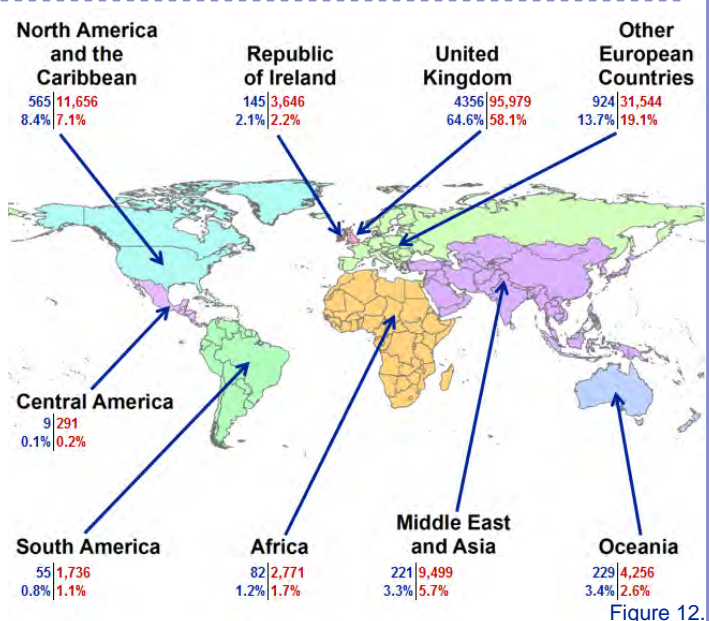 North America
and the
Caribbean
565 11,656
8.4% 7.1%
Republic
of Ireland
145 3,646
2.1% 2.2%
United
Kingdom
4356 95,979
64.6% 58.1%
Other
European
Countries
924 31,544
13.7% 19.1%
Central America
9 291
0.1% 0.2%
South America
55 1,736
0.8% 1.1%
Africa
82 2,771
1.2% 1.7%
Middle East
and Asia
221 9,499
3.3% 5.7%
Oceania
229 4,256
3.4% 2.6%
Figure 12.